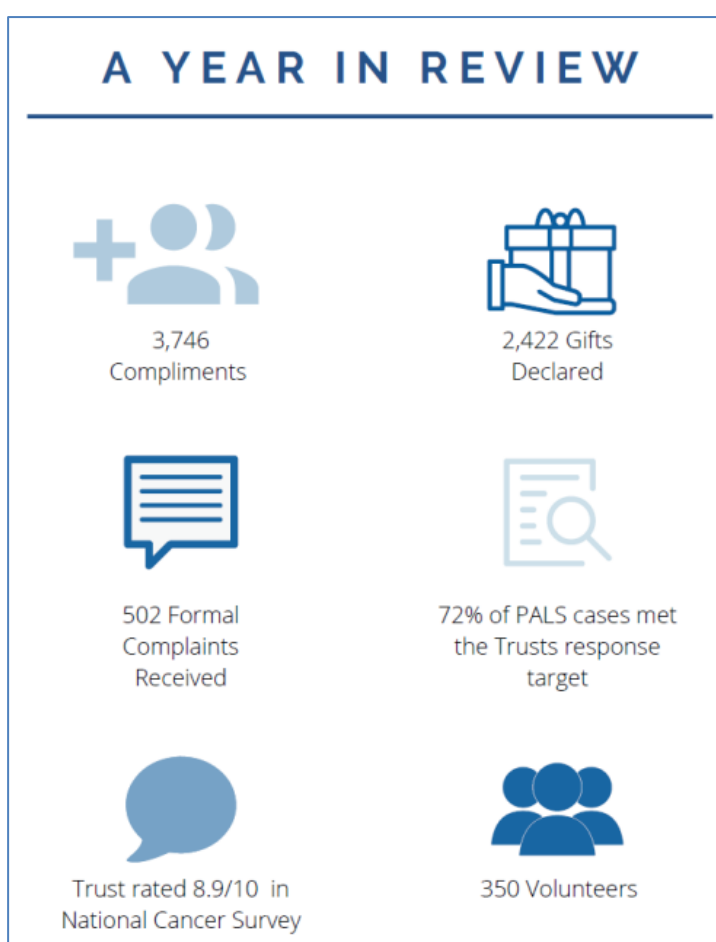 A YEAR IN REVIEW
3,746
Compliments
2,422 Gifts
Declared
502 Formal
Complaints
Received
72% of PALS cases met
the Trusts response
target
Trust rated 8.9/10 in
National Cancer Survey
350 Volunteers